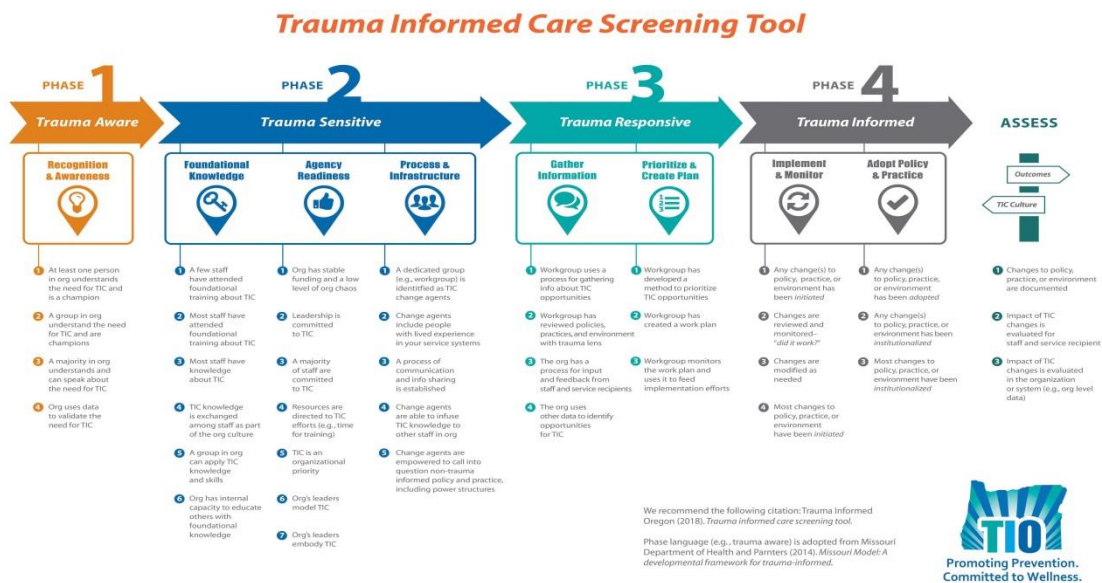 Trauma Informed Care Screening Tool
PHASE 1
Trauma Aware
Recognition
& Awareness
1 At least one person
in org understands
the need for TIC and
is a champion
2 A group in org
understand the need
for TIC and are
champions
3 A majority in org
understands and
can speak about
the need for TIC
4 Org uses data
to validate the
need for TIC
PHASE 2
Trauma Sensitive
Foundational
Knowledge
1 A few staff
have attended
foundational
training about TIC
2 Most staff have
attended
foundational
training about TIC
3 Most staff have
knowledge
about TIC
4 TIC knowledge
is exchanged
among staff as part
of the org culture
5 A group in org
can apply TIC
knowledge
and skills
6 Org has internal
capacity to educate
others with
foundational
knowledge
Agency
Readiness
1 Org has stable
funding and a low
level of org chaos
2 Leadership is
committed
to TIC
3 A majority
of staff are
committed
to TIC
4 Resources are
directed to TIC
efforts (e.g., time
for training)
5 TIC is an
organizational
priority
6 Org's leaders
model TIC
7 Org's leaders
embody TIC
Process &
Infrastructure
1 A dedicated group
(e.g., workgroup) is
identified as TIC
change agents
2 Change agents
include people
with lived experience
in your service systems
3 A process of
communication
and info sharing
is established
4 Change agents
are able to infuse
TIC knowledge to
other staff in org
5 Change agents are
empowered to call into
question non-trauma
informed policy and practice,
including power structures
PHASE 3
Trauma Responsive
Gather
Information
1 Workgroup uses a
process for gathering
info about TIC
opportunities
2 Workgroup has
reviewed policies,
practices, and environment
with trauma lens
3 The org has a
process for input
and feedback from
staff and service recipients
4 The org uses
other data to identify
opportunities
for TIC
Prioritize &
Create Plan
1
2
3
1 Workgroup has
developed a
method to prioritize
TIC opportunities
2 Workgroup has
created a work plan
3 Workgroup monitors
the work plan and
uses it to feed
implementation efforts
PHASE 4
Trauma Informed
Implement
& Monitor
1 Any change(s) to
policy, practice, or
environment has
been initiated
2 Changes are
reviewed and
monitored–
"did it work?"
3 Changes are
modified as
needed
4 Most changes to
policy, practice, or
environment
have been initiated
Adopt Policy
& Practice
1 Any change(s)
to policy, practice,
or environment
has been adopted
2 Any change(s)
to policy, practice, or
environment has been
institutionalized
3 Most changes to
policy, practice, or
environment have been
institutionalized
ASSESS
Outcomes
TIC Culture
1 Changes to policy,
practice, or environment
are documented
2 Impact of TIC
changes is
evaluated for
staff and service recipient
3 Impact of TIC
changes is evaluated
in the organization
or system (e.g., org level
data)
We recommend the following citation: Trauma Informed
Oregon (2018). Trauma informed care screening tool.
Phase language (e.g., trauma aware) is adopted from Missouri
Department of Health and Parnters (2014). Missouri Model: A
developmental framework for trauma-informed.
TIO
Promoting Prevention.
Committed to Wellness.